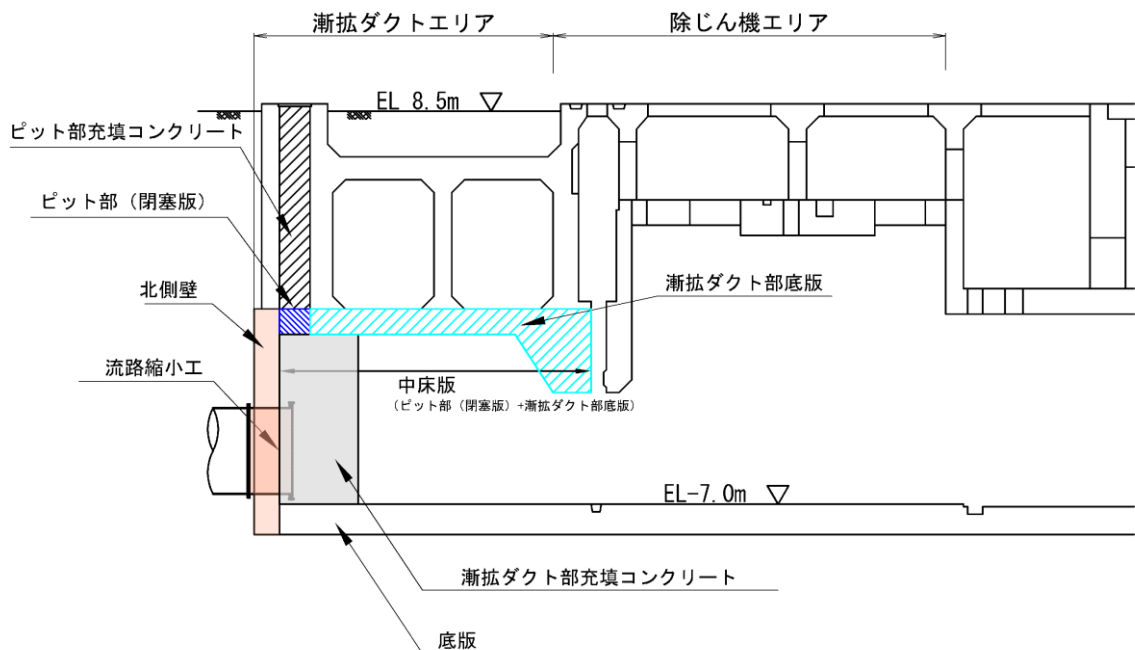 漸拡ダクトエリア
除じん機エリア
EL 8.5m
ピット部充填コンクリート
ピット部（閉塞版）
漸拡ダクト部底版
北側壁
流路縮小工
中床版
（ピット部（閉塞版）+漸拡ダクト部底版）
EL-7.0m
漸拡ダクト部充填コンクリート
底版